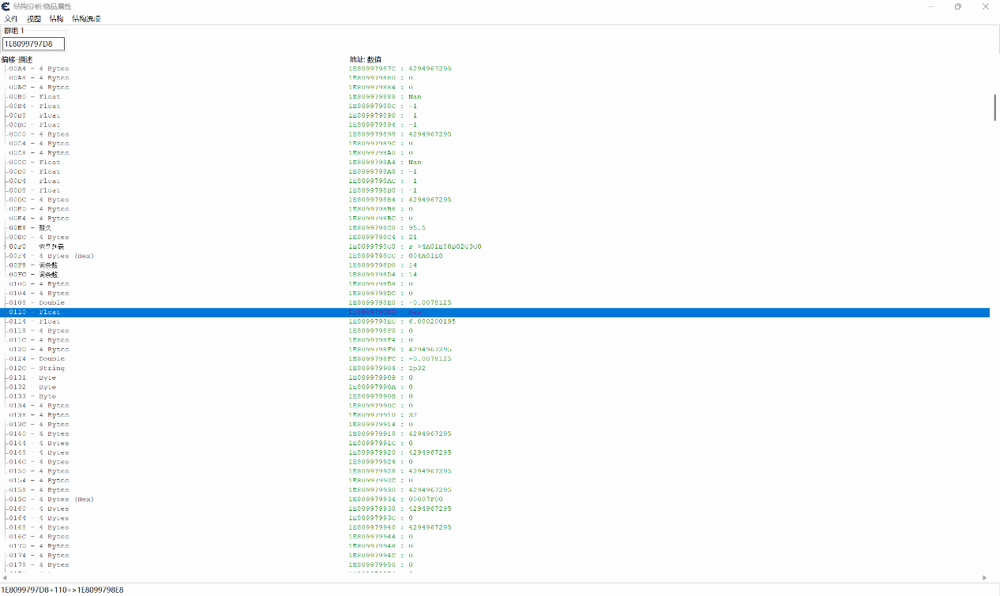 结构分析:物品属性
文件 视图 结构 结构选项
群组 1
1E8099797D8
偏移-描述 地址: 数值
00A4 - 4 Bytes 1E80997987C : 4294967295
00A8 - 4 Bytes 1E809979880 : 0
00AC - 4 Bytes 1E809979884 : 0
00B0 - Float 1E809979888 : Nan
00B4 - Float 1E80997988C : -1
00B8 - Float 1E809979890 : -1
00BC - Float 1E809979894 : -1
00C0 - 4 Bytes 1E809979898 : 4294967295
00C4 - 4 Bytes 1E80997989C : 0
00C8 - 4 Bytes 1E8099798A0 : 0
00CC - Float 1E8099798A4 : Nan
00D0 - Float 1E8099798A8 : -1
00D4 - Float 1E8099798AC : -1
00D8 - Float 1E8099798B0 : -1
00DC - 4 Bytes 1E8099798B4 : 4294967295
00E0 - 4 Bytes 1E8099798B8 : 0
00E4 - 4 Bytes 1E8099798BC : 0
00E8 - 耐久 1E8099798C0 : 95.5
00EC - 4 Bytes 1E8099798C4 : 21
00F0 - 词条列表 1E8099798C8 : P->4A01E80D02C3C0
00F4 - 4 Bytes (Hex) 1E8099798CC : 004A01E8
00F8 - 词条数 1E8099798D0 : 14
00FC - 词条数 1E8099798D4 : 14
0100 - 4 Bytes 1E8099798D8 : 0
0104 - 4 Bytes 1E8099798DC : 0
0108 - Double 1E8099798E0 : -0.0078125
0110 - Float 1E8099798E8 : Nan
0114 - Float 1E8099798EC : 6.080200195
0118 - 4 Bytes 1E8099798F0 : 0
011C - 4 Bytes 1E8099798F4 : 0
0120 - 4 Bytes 1E8099798F8 : 4294967295
0124 - Double 1E8099798FC : -0.0078125
012C - String 1E809979904 : Ip32
0131 - Byte 1E809979909 : 0
0132 - Byte 1E80997990A : 0
0133 - Byte 1E80997990B : 0
0134 - 4 Bytes 1E80997990C : 0
0138 - 4 Bytes 1E809979910 : 32
013C - 4 Bytes 1E809979914 : 0
0140 - 4 Bytes 1E809979918 : 4294967295
0144 - 4 Bytes 1E80997991C : 0
0148 - 4 Bytes 1E809979920 : 4294967295
014C - 4 Bytes 1E809979924 : 0
0150 - 4 Bytes 1E809979928 : 4294967295
0154 - 4 Bytes 1E80997992C : 0
0158 - 4 Bytes 1E809979930 : 4294967295
015C - 4 Bytes (Hex) 1E809979934 : 00007F00
0160 - 4 Bytes 1E809979938 : 4294967295
0164 - 4 Bytes 1E80997993C : 0
0168 - 4 Bytes 1E809979940 : 4294967295
016C - 4 Bytes 1E809979944 : 0
0170 - 4 Bytes 1E809979948 : 0
0174 - 4 Bytes 1E80997994C : 0
0178 - 4 Bytes 1E809979950 : 0
1E8099797D8+110=>1E8099798E8